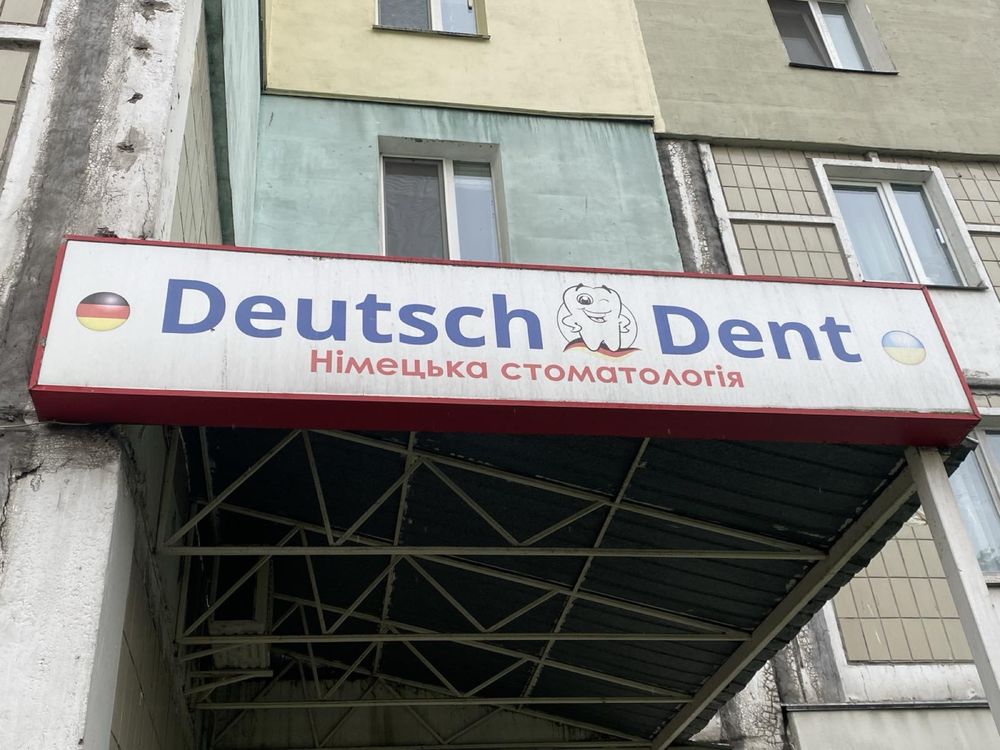 Deutsch Dent
Німецька стоматологія